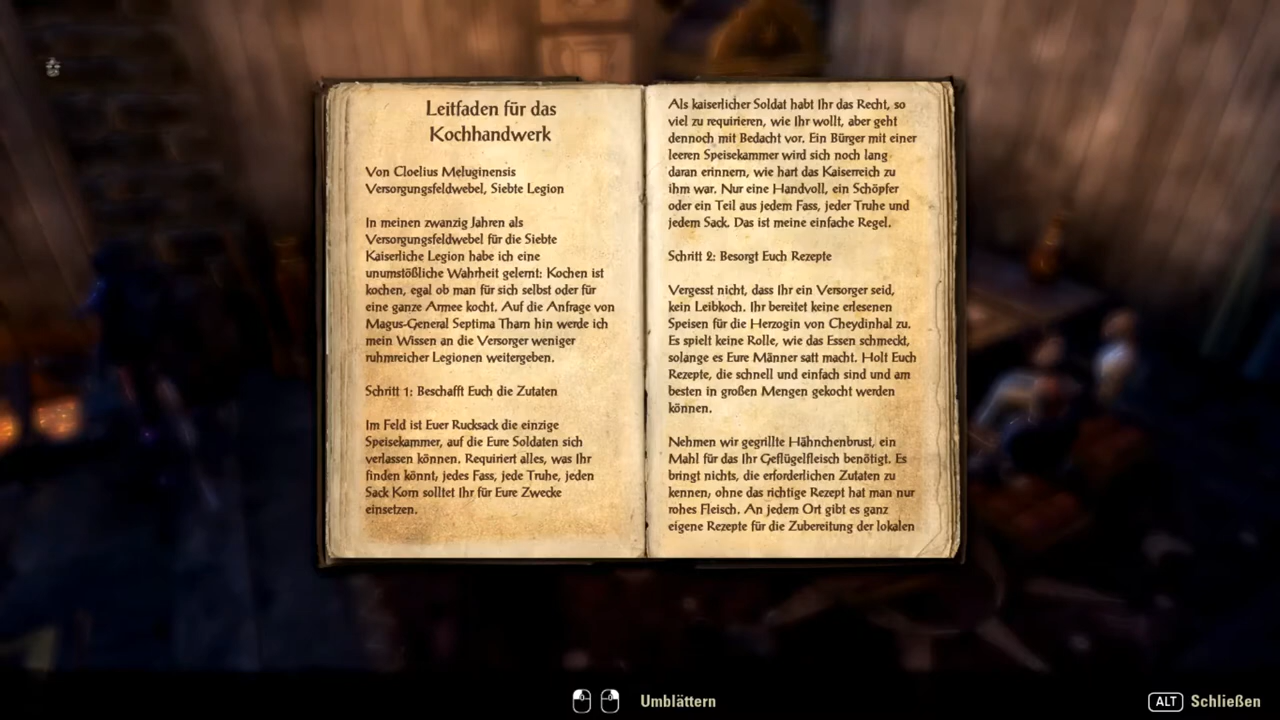 Leitfaden für das
Kochhandwerk
Von Cloelius Meluginensis
Versorgungsfeldwebel, Siebte Legion
In meinen zwanzig Jahren als
Versorgungsfeldwebel für die Siebte
Kaiserliche Legion habe ich eine
unumstößliche Wahrheit gelernt: Kochen ist
kochen, egal ob man für sich selbst oder für
eine ganze Armee kocht. Auf die Anfrage von
Magus-General Septima Tharn hin werde ich
mein Wissen an die Versorger weniger
ruhmreicher Legionen weitergeben.
Schritt 1: Beschafft Euch die Zutaten
Im Feld ist Euer Rucksack die einzige
Speisekammer, auf die Eure Soldaten sich
verlassen können. Requiriert alles, was Ihr
finden könnt, jedes Fass, jede Truhe, jeden
Sack Korn solltet Ihr für Eure Zwecke
einsetzen.
Als kaiserlicher Soldat habt Ihr das Recht, so
viel zu requirieren, wie Ihr wollt, aber geht
dennoch mit Bedacht vor. Ein Bürger mit einer
leeren Speisekammer wird sich noch lang
daran erinnern, wie hart das Kaiserreich zu
ihm war. Nur eine Handvoll, ein Schöpfer
oder ein Teil aus jedem Fass, jeder Truhe und
jedem Sack. Das ist meine einfache Regel.
Schritt 2: Besorgt Euch Rezepte
Vergesst nicht, dass Ihr ein Versorger seid,
kein Leibkoch. Ihr bereitet keine erlesenen
Speisen für die Herzogin von Cheydinhal zu.
Es spielt keine Rolle, wie das Essen schmeckt,
solange es Eure Männer satt macht. Holt Euch
Rezepte, die schnell und einfach sind und am
besten in großen Mengen gekocht werden
können.
Nehmen wir gegrillte Hähnchenbrust, ein
Mahl für das Ihr Geflügelfleisch benötigt. Es
bringt nichts, die erforderlichen Zutaten zu
kennen; ohne das richtige Rezept hat man nur
rohes Fleisch. An jedem Ort gibt es ganz
eigene Rezepte für die Zubereitung der lokalen
Umblättern
ALT Schließen